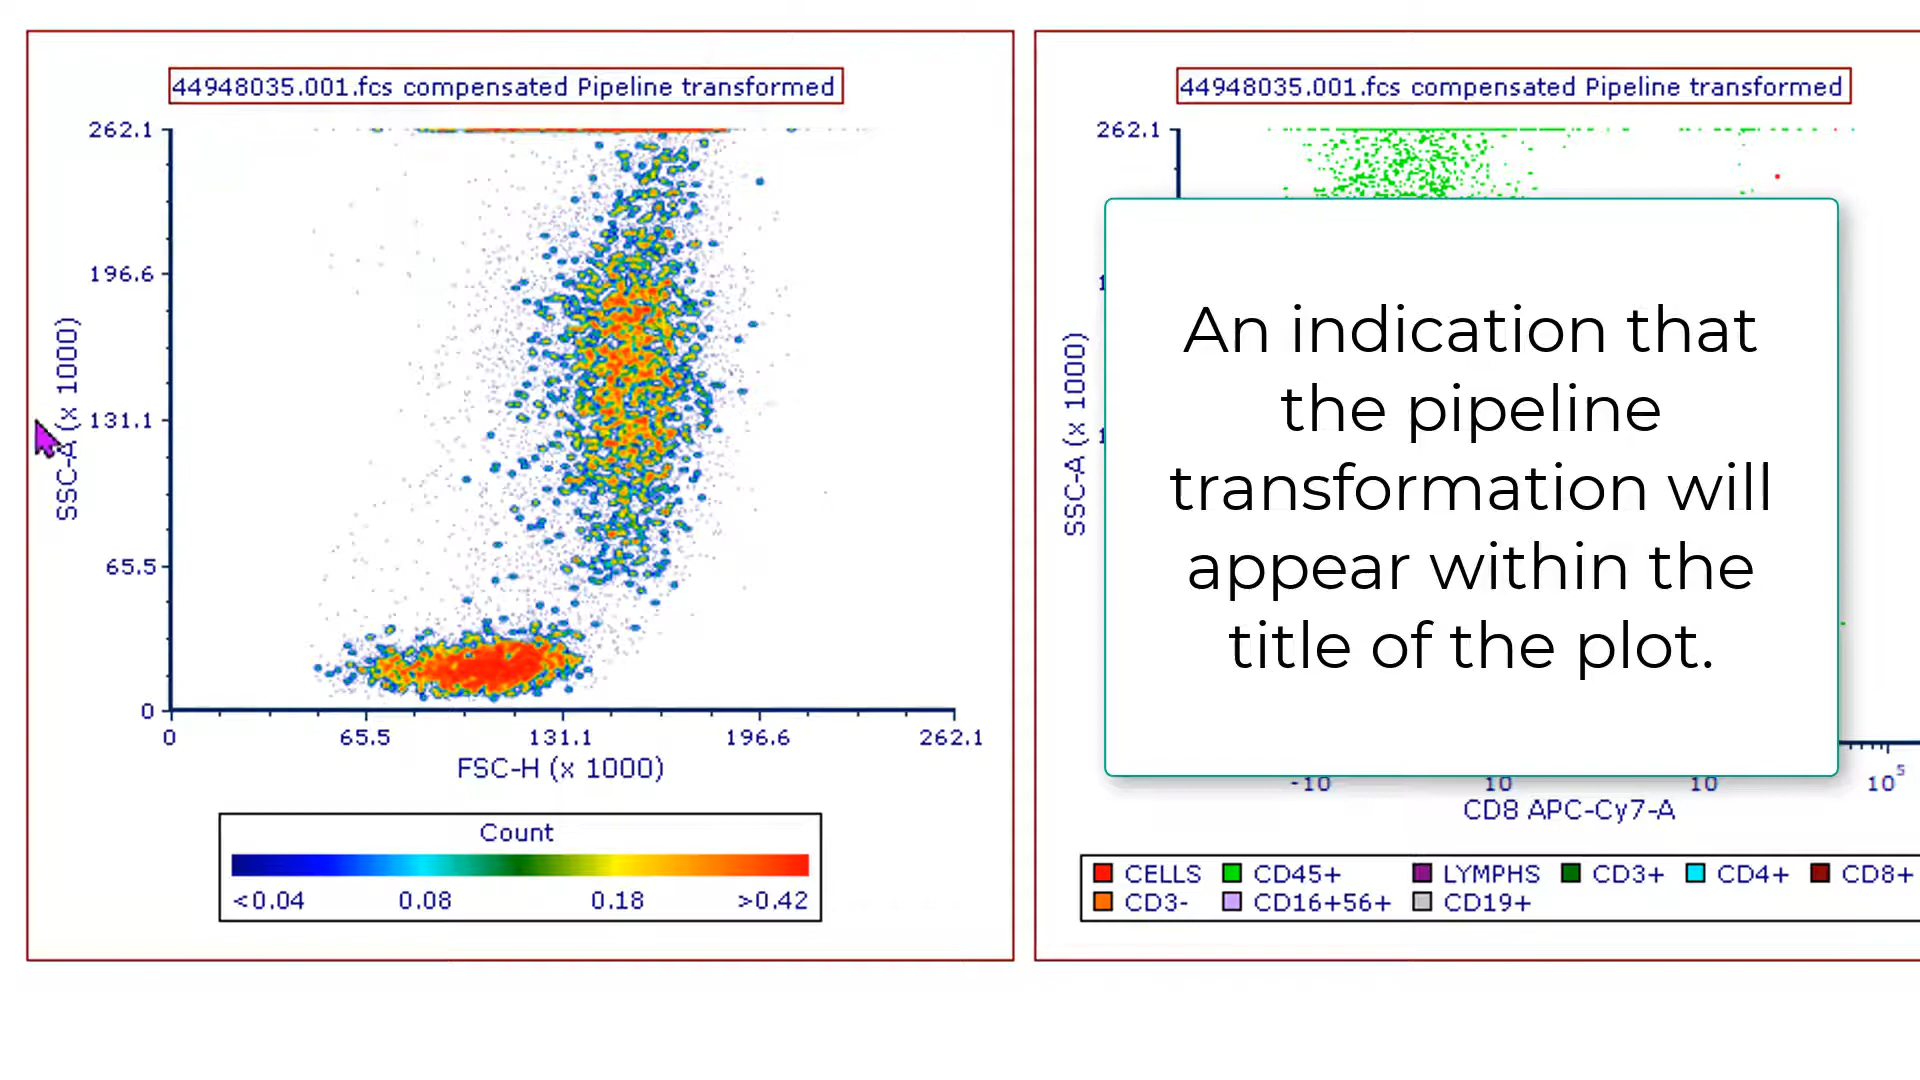 44948035.001.fcs compensated Pipeline transformed
262.1
196.6
131.1
65.5
0
SSC-A (x 1000)
0 65.5 131.1 196.6 262.1
FSC-H (x 1000)
Count
<0.04 0.08 0.18 >0.42
44948035.001.fcs compensated Pipeline transformed
262.1
SSC-A (x 1000)
An indication that
the pipeline
transformation will
appear within the
title of the plot.
-10 10 10 10⁵
CD8 APC-Cy7-A
CELLS CD45+ LYMPHS CD3+ CD4+ CD8+
CD3- CD16+56+ CD19+